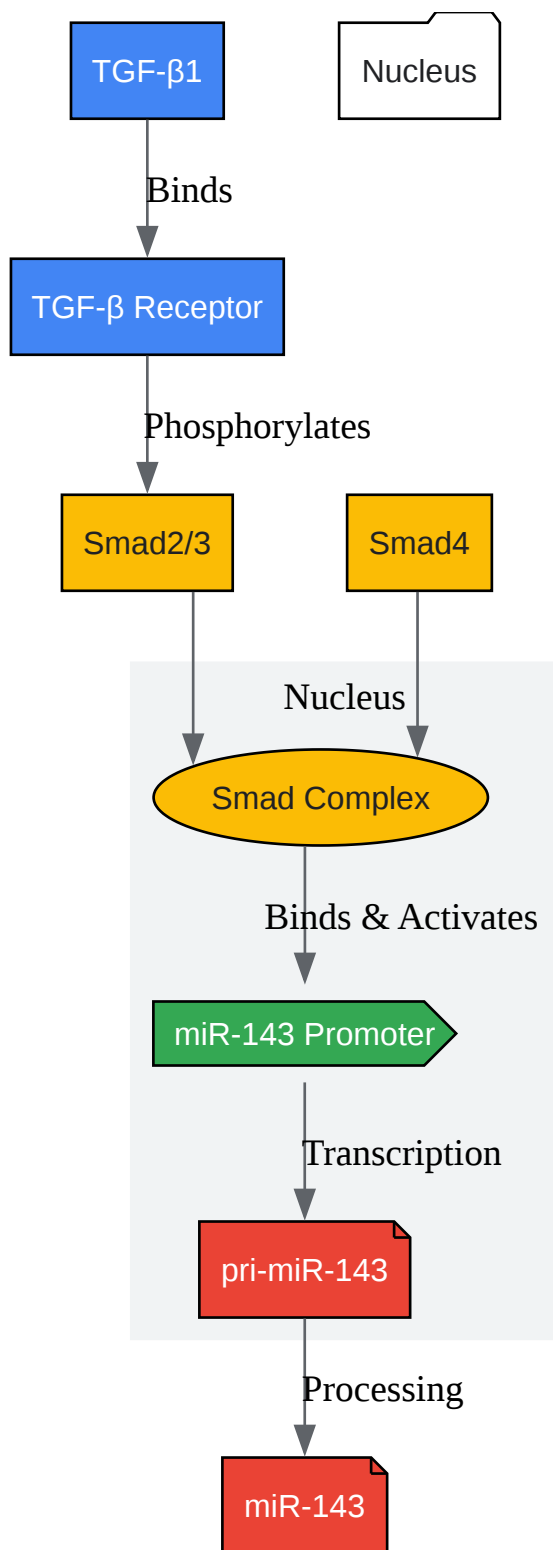 TGF-β1
Nucleus
Binds
TGF-β Receptor
Phosphorylates
Smad2/3
Smad4
Nucleus
Smad Complex
Binds & Activates
miR-143 Promoter
Transcription
pri-miR-143
Processing
miR-143